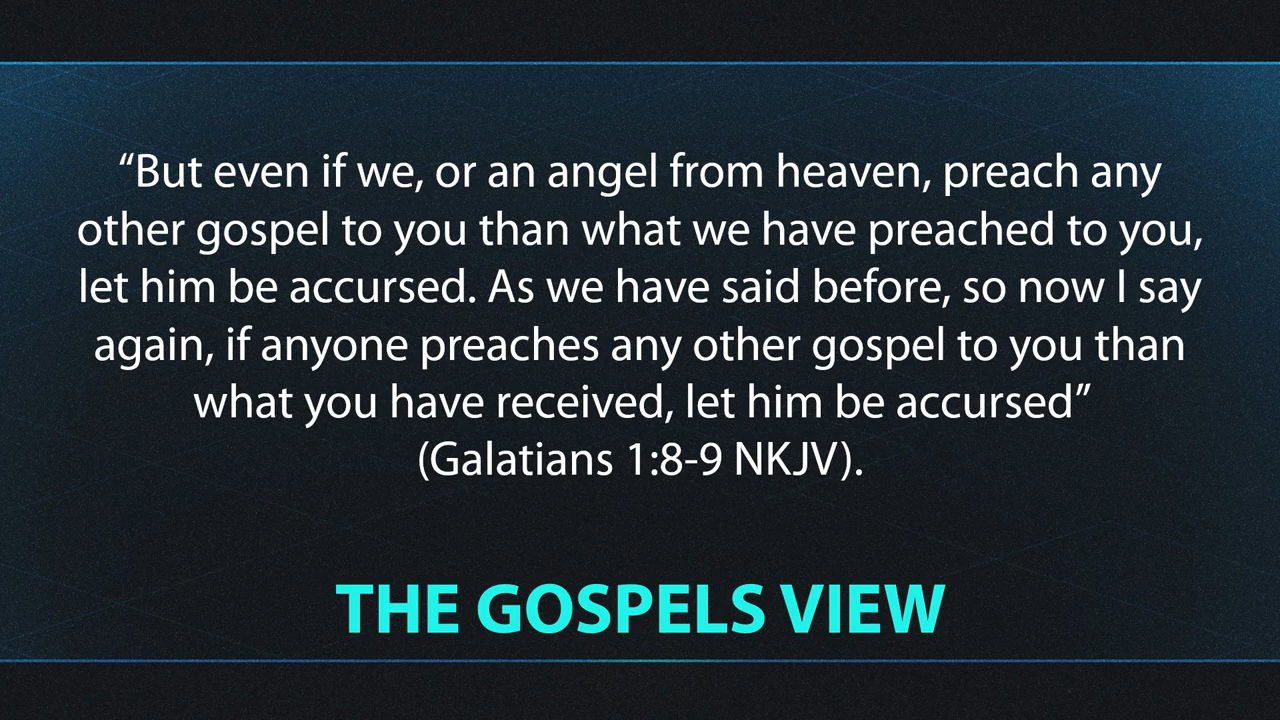 “But even if we, or an angel from heaven, preach any
other gospel to you than what we have preached to you,
let him be accursed. As we have said before, so now I say
again, if anyone preaches any other gospel to you than
what you have received, let him be accursed”
(Galatians 1:8-9 NKJV).
THE GOSPELS VIEW